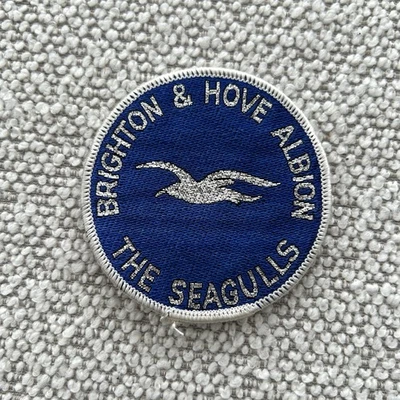 BRIGHTON & HOVE ALBION
THE SEAGULLS